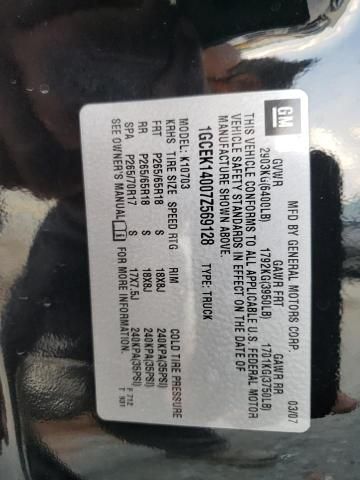 GM
MFD BY GENERAL MOTORS CORP 03/07
GVWR GAWR FRT GAWR RR
2903KG(6400LB) 1792KG(3950LB) 1701KG(3750LB)
THIS VEHICLE CONFORMS TO ALL APPLICABLE U.S. FEDERAL MOTOR
VEHICLE SAFETY STANDARDS IN EFFECT ON THE DATE OF
MANUFACTURE SHOWN ABOVE.
1GCEK14007Z569128 TYPE: TRUCK
MODEL: K10703
KRHS TIRE SIZE SPEED RTG RIM COLD TIRE PRESSURE
FRT P265/65R18 S 18X8J 240KPA(35PSI)
RR P265/65R18 S 18X8J 240KPA(35PSI)
SPA P265/70R17 S 17X7.5J 240KPA(35PSI)
SEE OWNER'S MANUAL FOR MORE INFORMATION F 712
T 931